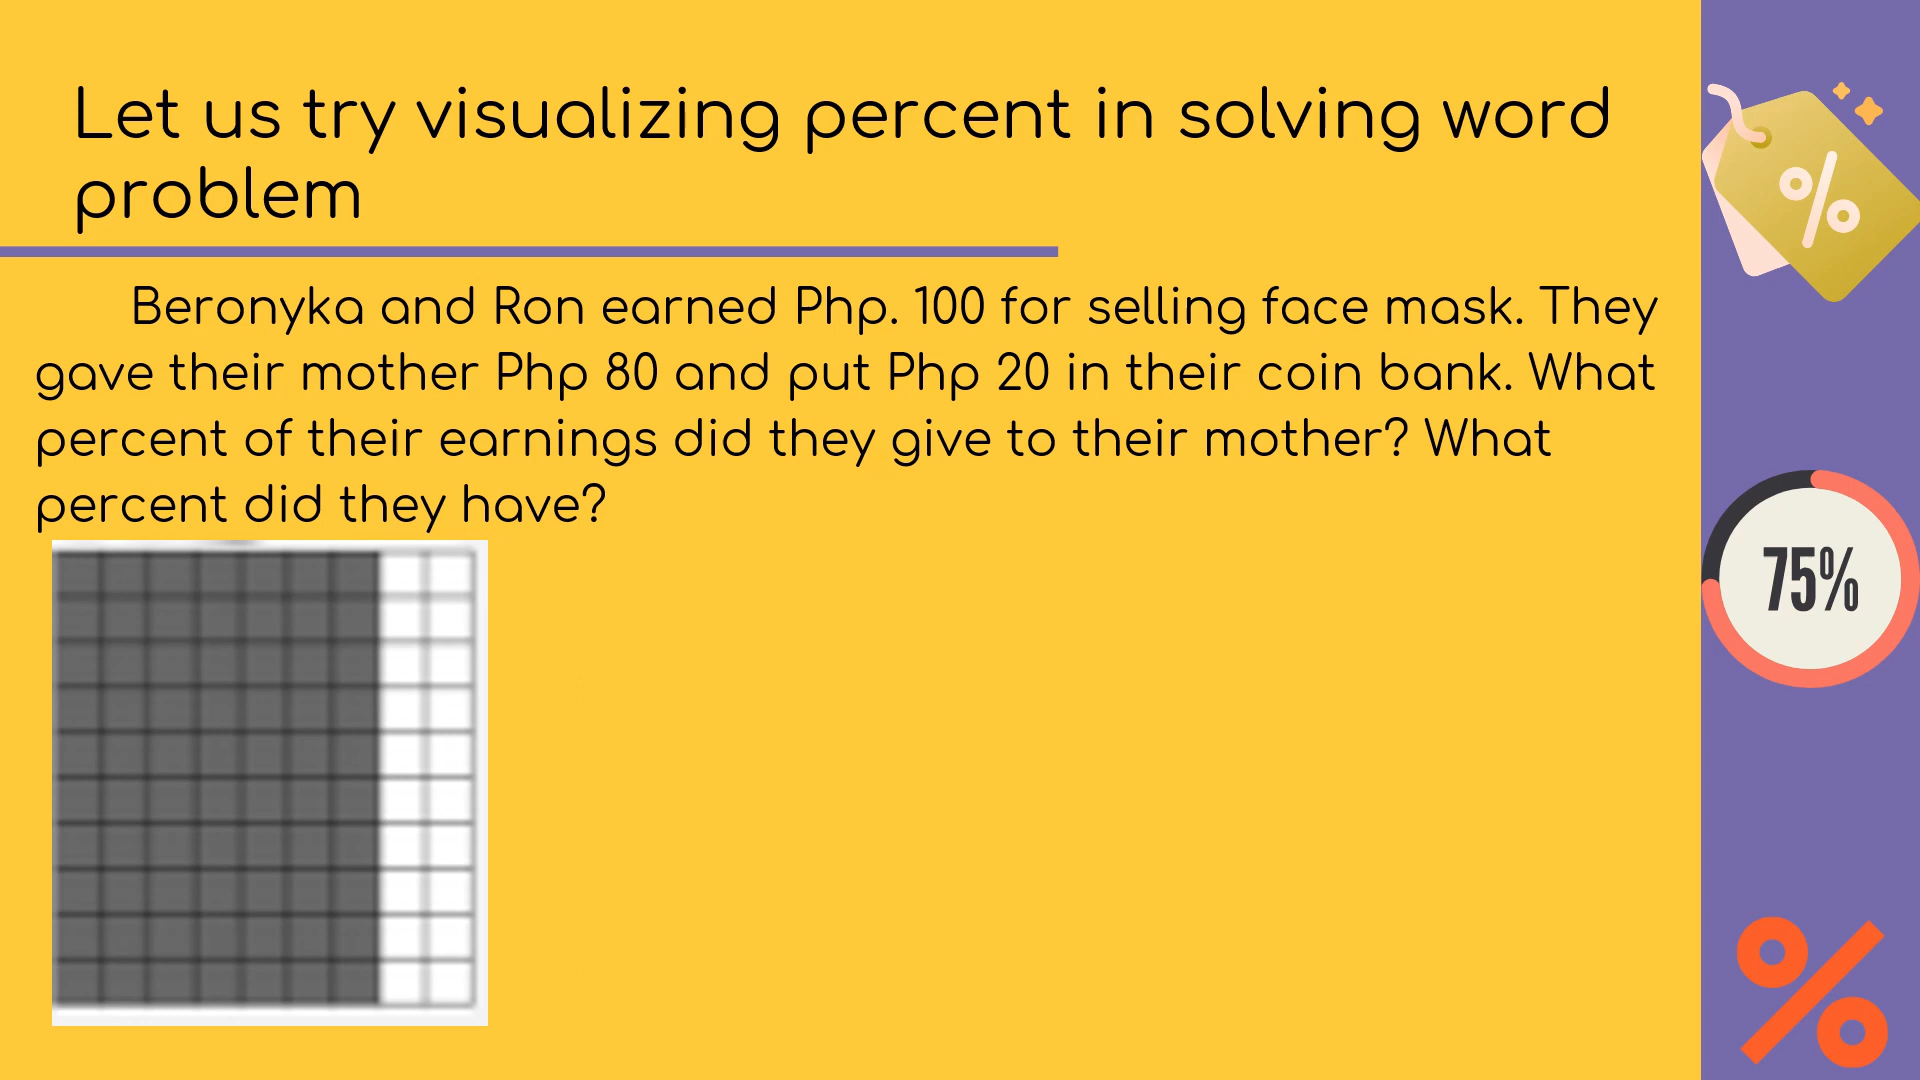 Let us try visualizing percent in solving word
problem
Beronyka and Ron earned Php. 100 for selling face mask. They
gave their mother Php 80 and put Php 20 in their coin bank. What
percent of their earnings did they give to their mother? What
percent did they have?
%
75%
%